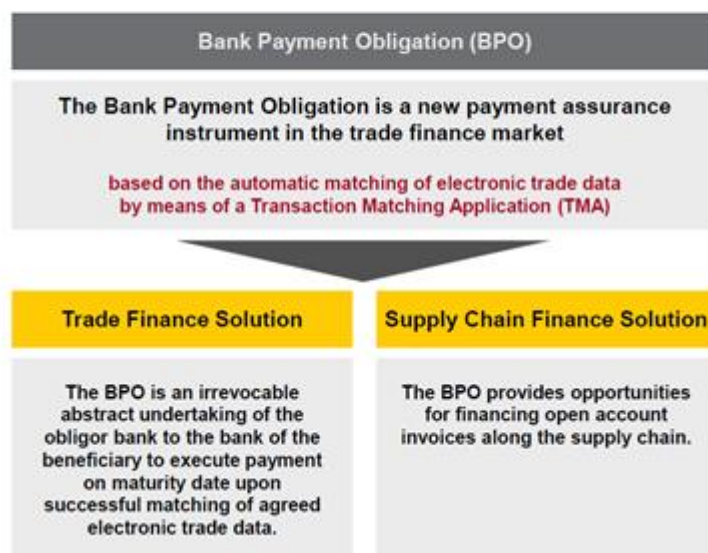 Bank Payment Obligation (BPO)
The Bank Payment Obligation is a new payment assurance
instrument in the trade finance market
based on the automatic matching of electronic trade data
by means of a Transaction Matching Application (TMA)
Trade Finance Solution
The BPO is an irrevocable
abstract undertaking of the
obligor bank to the bank of the
beneficiary to execute payment
on maturity date upon
successful matching of agreed
electronic trade data.
Supply Chain Finance Solution
The BPO provides opportunities
for financing open account
invoices along the supply chain.